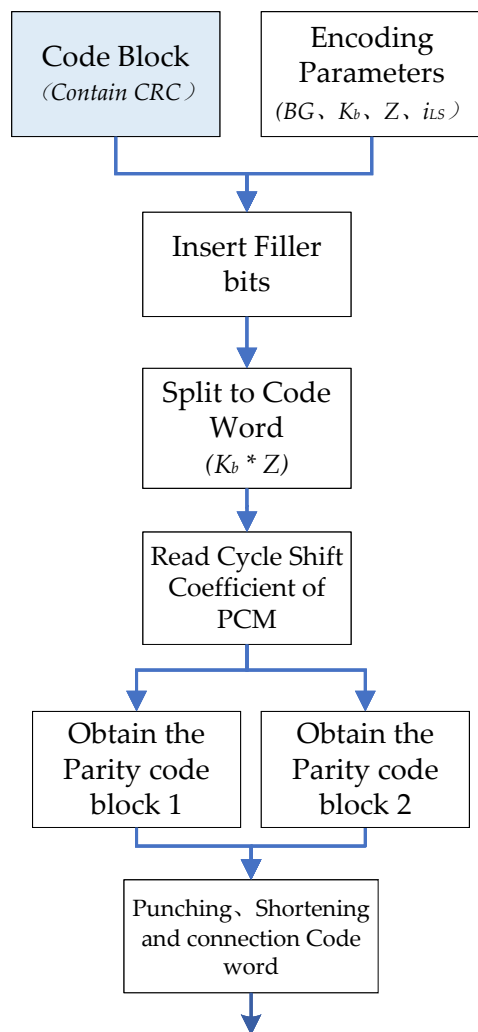 Code Block
（Contain CRC）
Encoding
Parameters
(BG、Kb、Z、iLS）
Insert Filler
bits
Split to Code
Word
(Kb * Z)
Read Cycle Shift
Coefficient of
PCM
Obtain the
Parity code
block 1
Obtain the
Parity code
block 2
Punching、Shortening
and connection Code
word